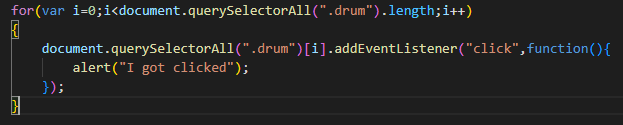 for(var i=0;i<document.querySelectorAll(".drum").length;i++)
{
    document.querySelectorAll(".drum")[i].addEventListener("click",function(){
        alert("I got clicked");
    });
}